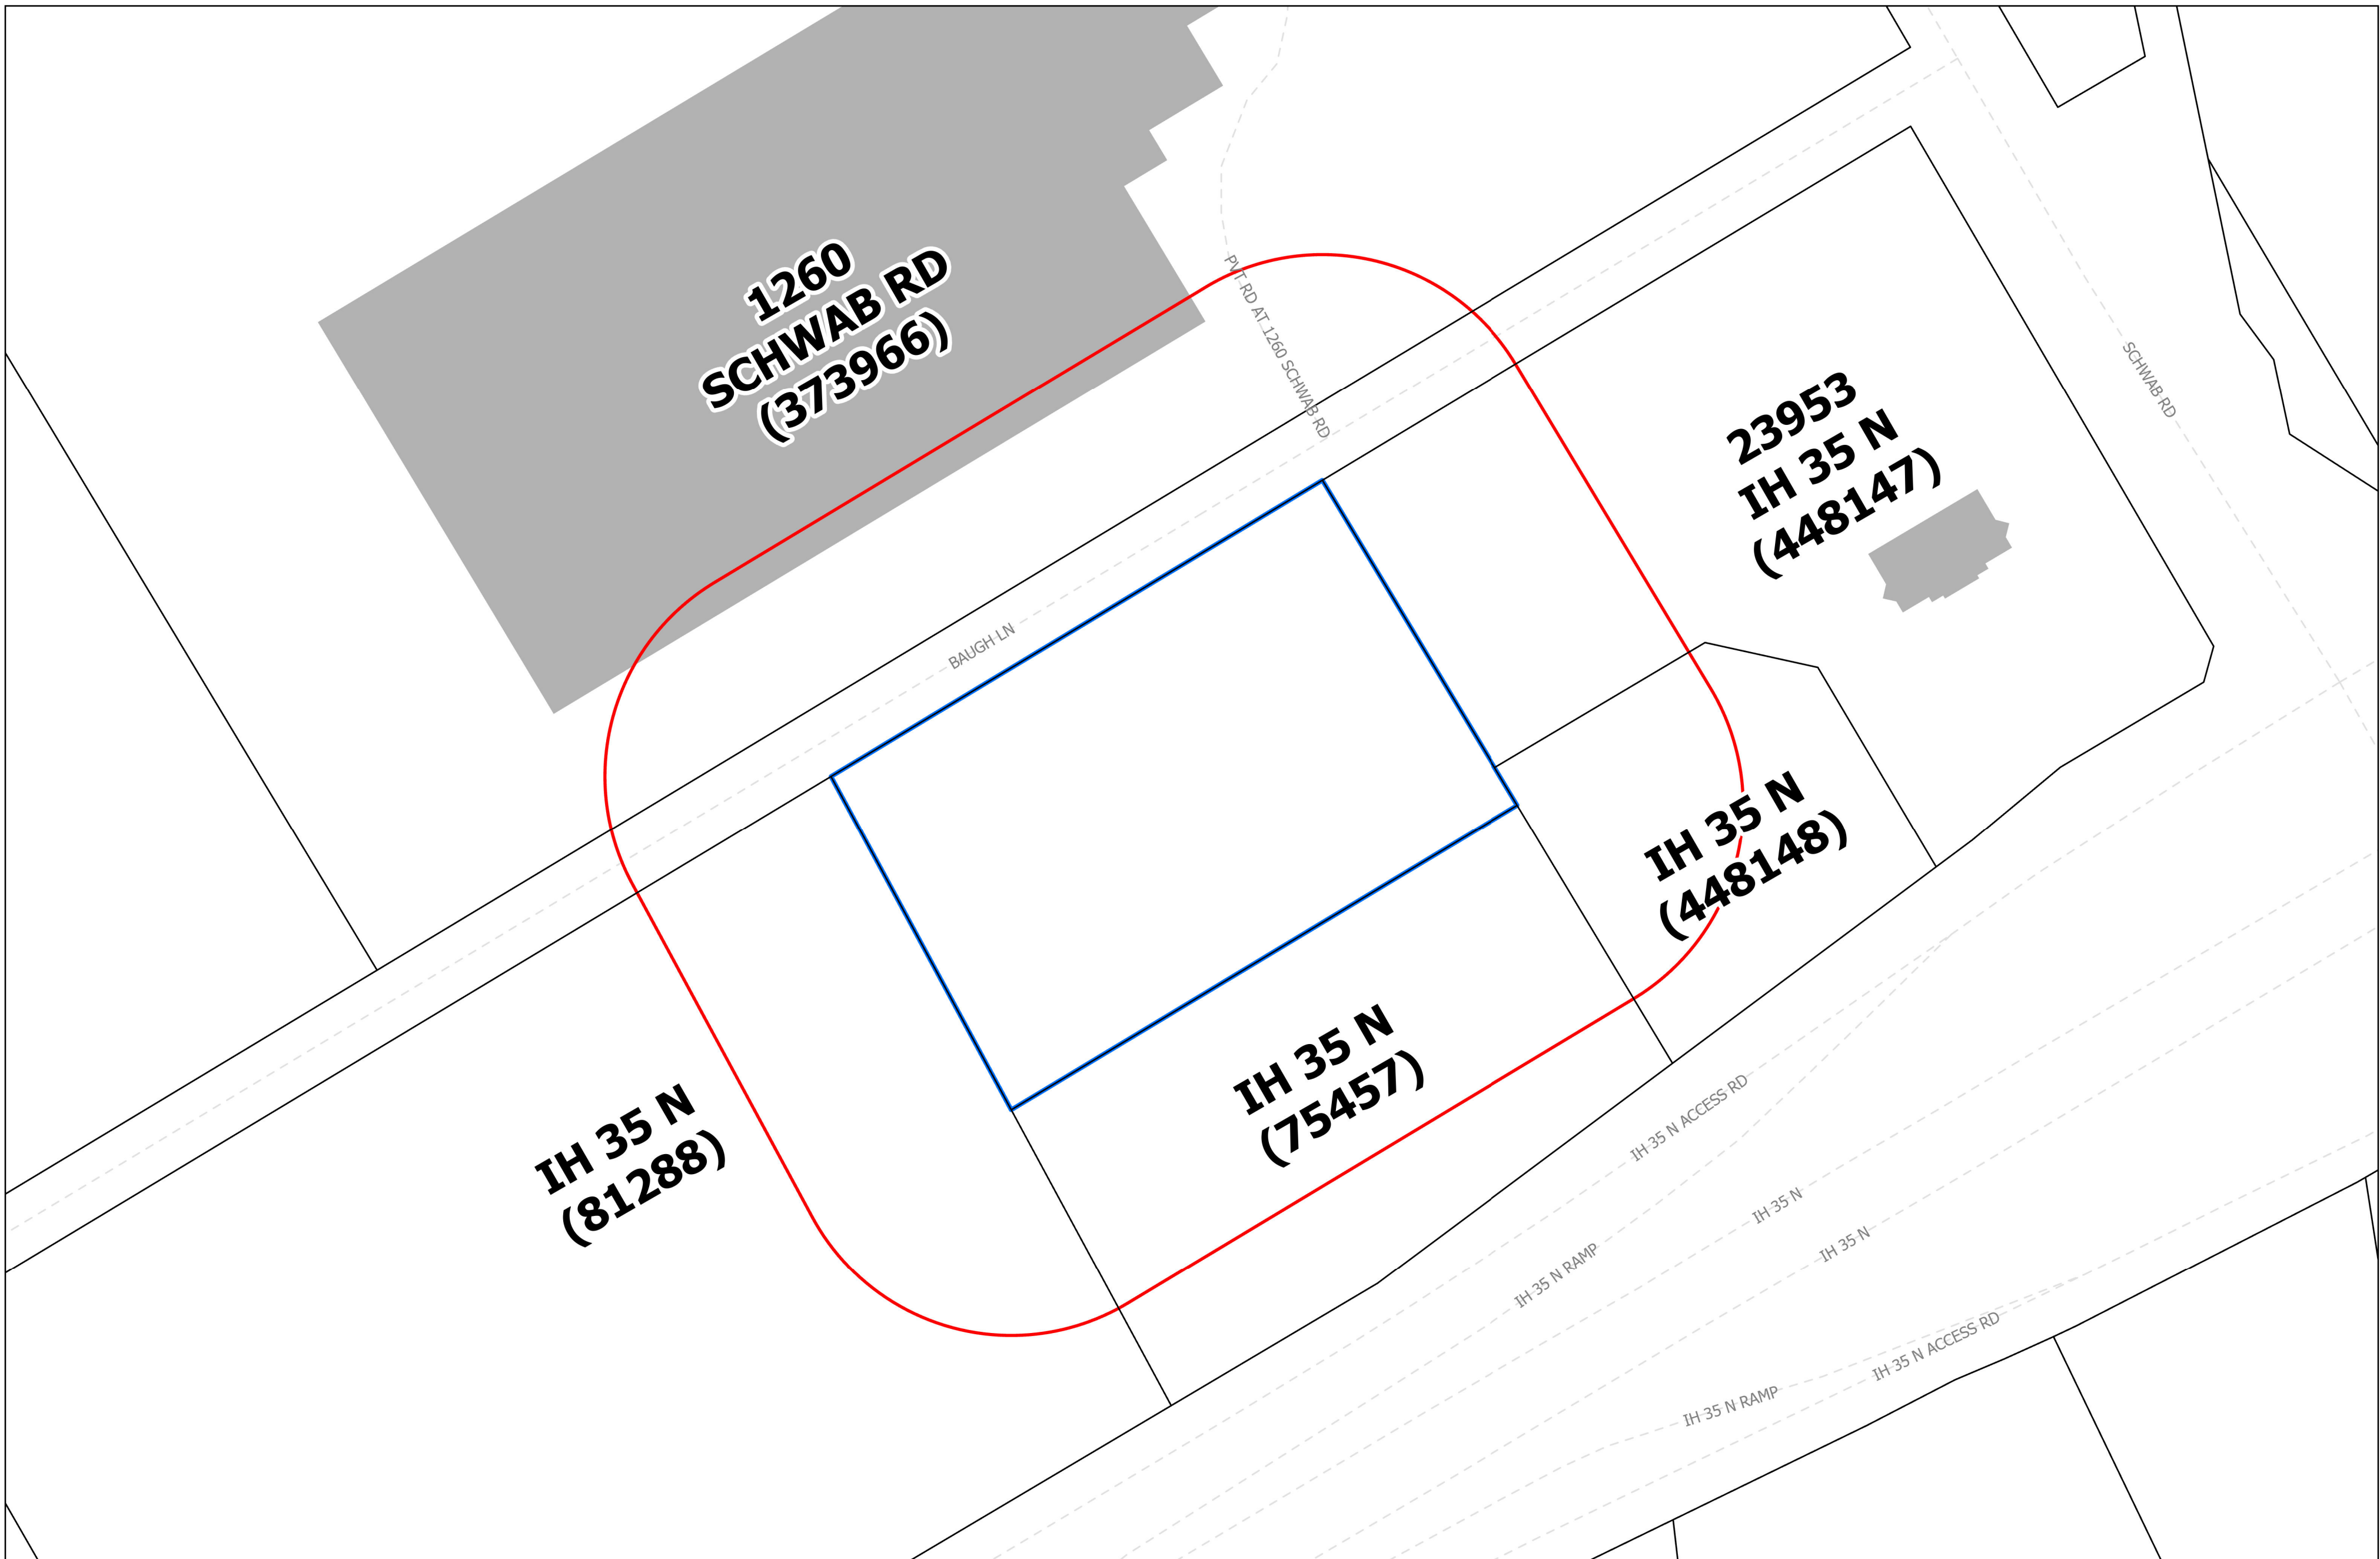 1260
SCHWAB RD
(373966)
PVT RD AT 1260 SCHWAB RD
SCHWAB RD
23953
IH 35 N
(448147)
BAUGH LN
IH 35 N
(448148)
IH 35 N
(75457)
IH 35 N
(81288)
IH 35 N ACCESS RD
IH 35 N
IH 35 N
IH 35 N RAMP
IH 35 N ACCESS RD
IH 35 N RAMP